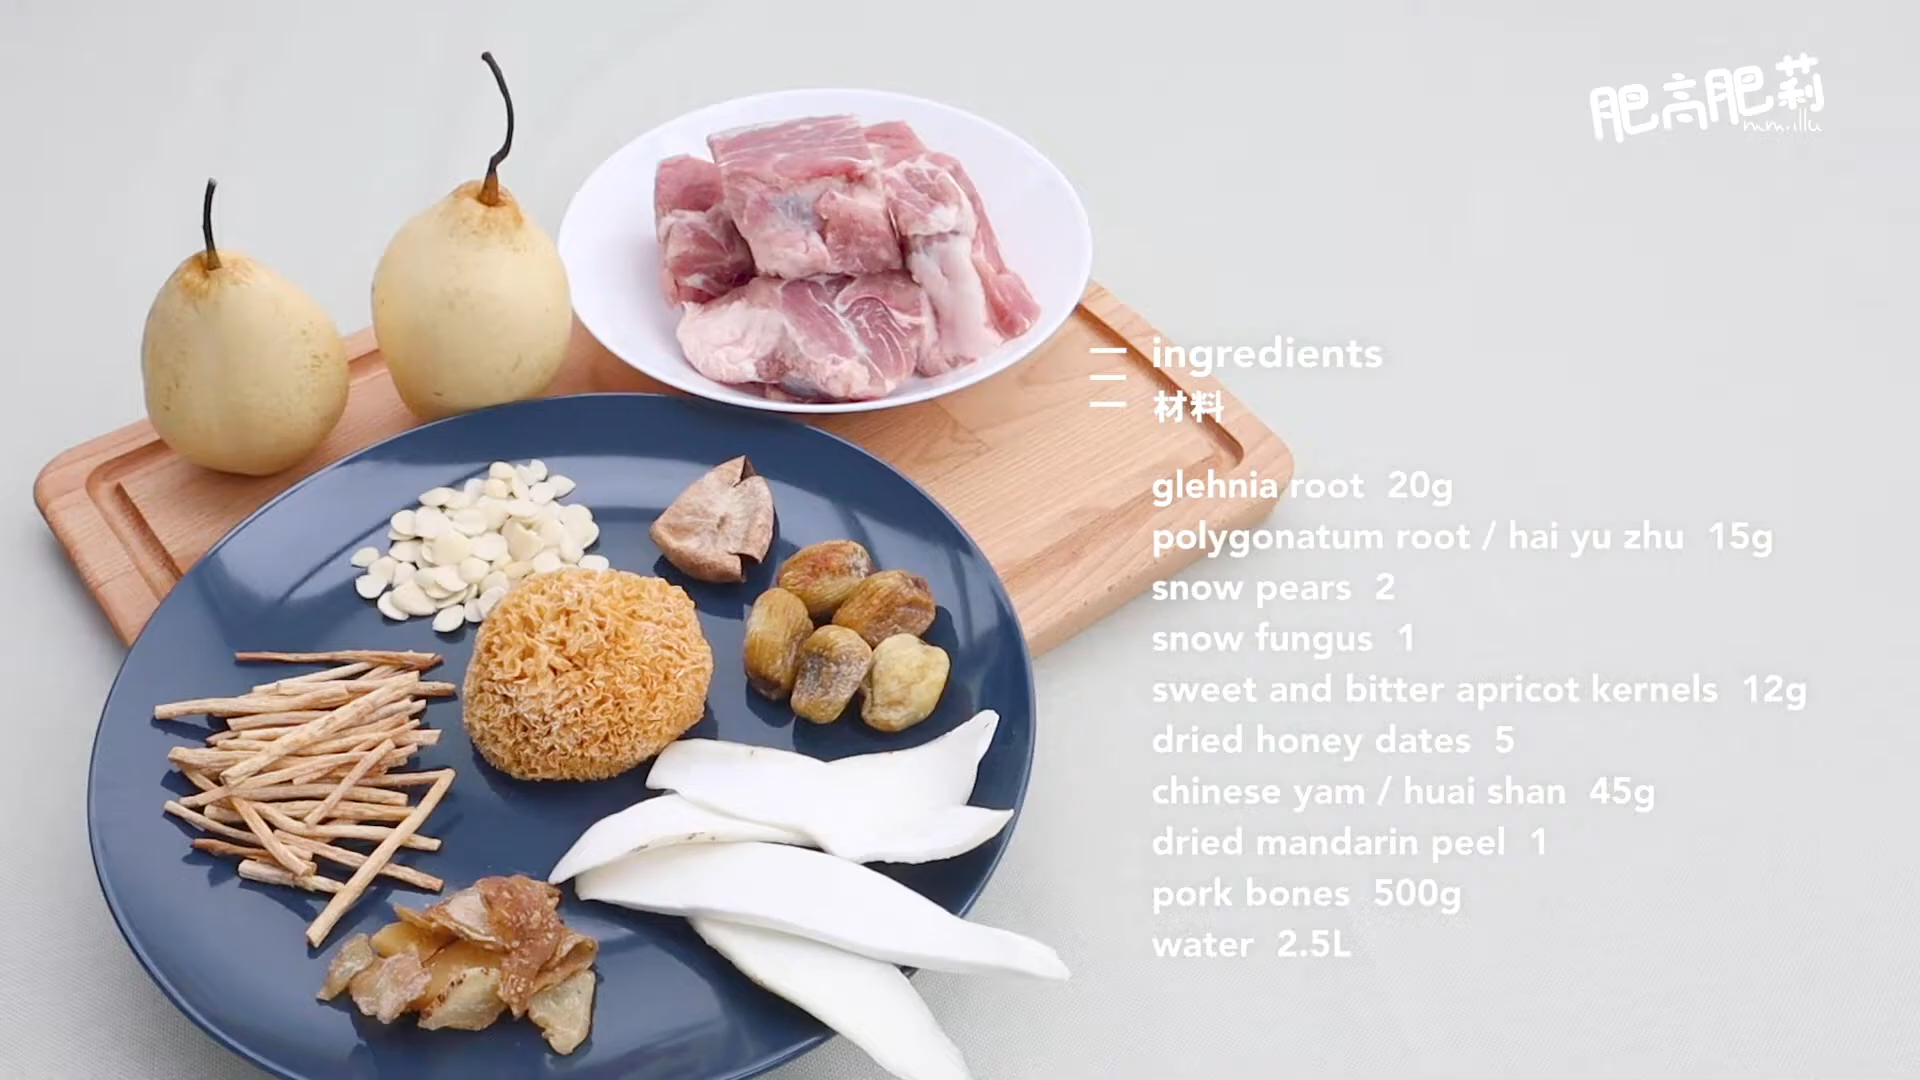 肥高肥莉
mm.illu
ingredients
材料
glehnia root 20g
polygonatum root / hai yu zhu 15g
snow pears 2
snow fungus 1
sweet and bitter apricot kernels 12g
dried honey dates 5
chinese yam / huai shan 45g
dried mandarin peel 1
pork bones 500g
water 2.5L